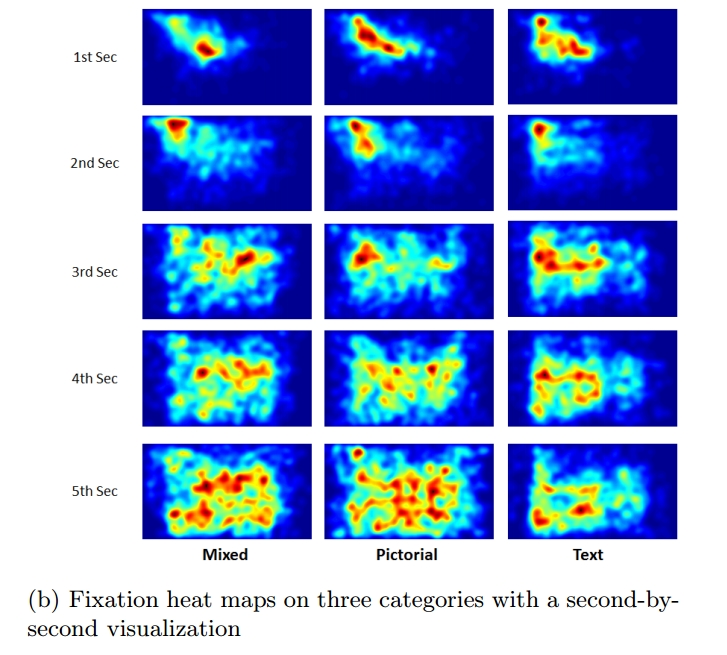 1st Sec
2nd Sec
3rd Sec
4th Sec
5th Sec
Mixed Pictorial Text
(b) Fixation heat maps on three categories with a second-by-
second visualization